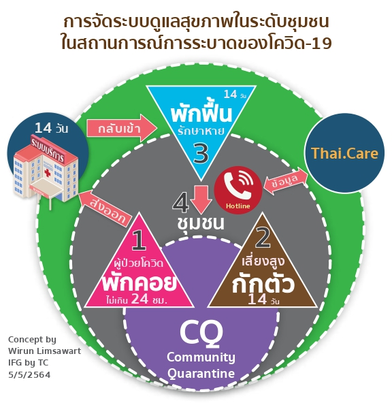 การจัดระบบดูแลสุขภาพในระดับชุมชน
ในสถานการณ์การระบาดของโควิด-19
14 วัน
พักฟื้น
รักษาหาย
3
14 วัน
ระบบบริการ
กลับเข้า
Thai.Care
ข้อมูล
Hotline
ส่งออก
4
ชุมชน
1
ผู้ป่วยโควิด
พักคอย
ไม่เกิน 24 ชม.
2
เสี่ยงสูง
กักตัว
14 วัน
CQ
Community
Quarantine
Concept by
Wirun Limsawart
IFG by TC
5/5/2564